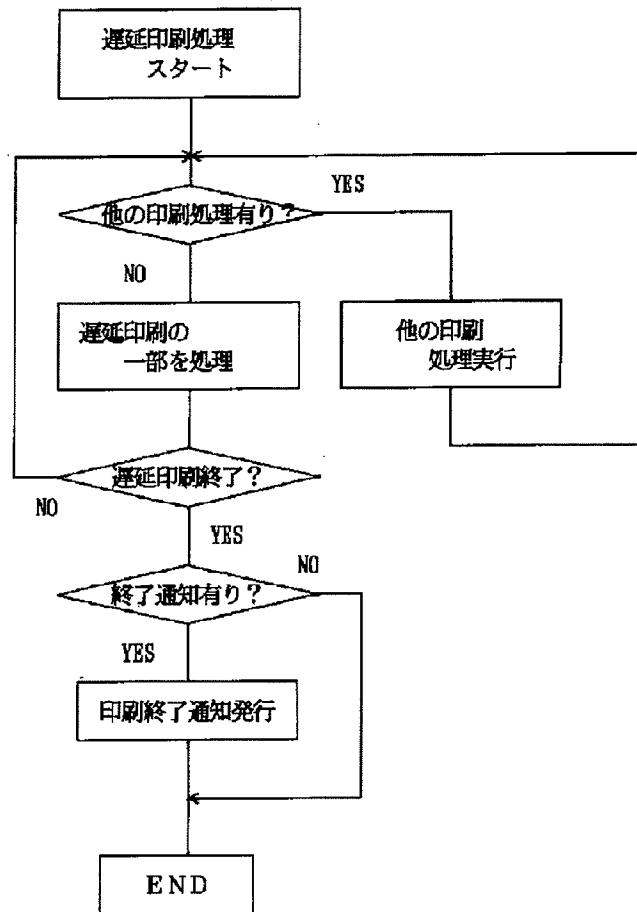 遅延印刷処理
スタート
YES
他の印刷処理有り？
NO
遅延印刷の
一部を処理
他の印刷
処理実行
遅延印刷終了？
NO
YES
NO
終了通知有り？
YES
印刷終了通知発行
END